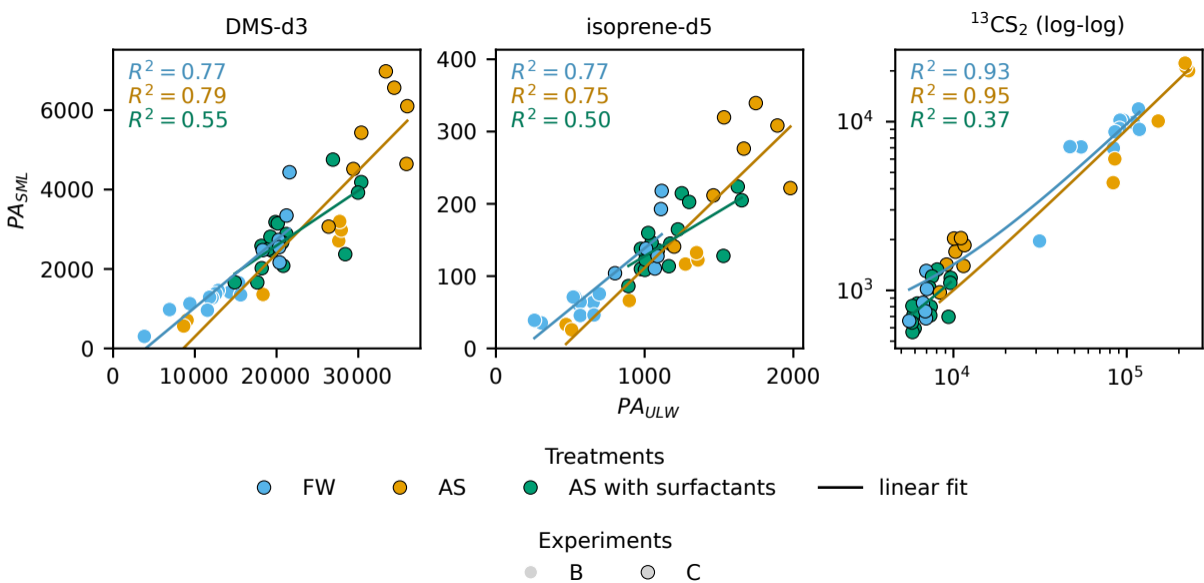 DMS-d3
isoprene-d5
¹³CS₂ (log-log)
R² = 0.77
R² = 0.79
R² = 0.55
R² = 0.77
R² = 0.75
R² = 0.50
R² = 0.93
R² = 0.95
R² = 0.37
PA_SML
6000
4000
2000
0
0
10000
20000
30000
400
300
200
100
0
1000
2000
10⁴
10³
10⁴
10⁵
PA_ULW
Treatments
FW
AS
AS with surfactants
linear fit
Experiments
B
C